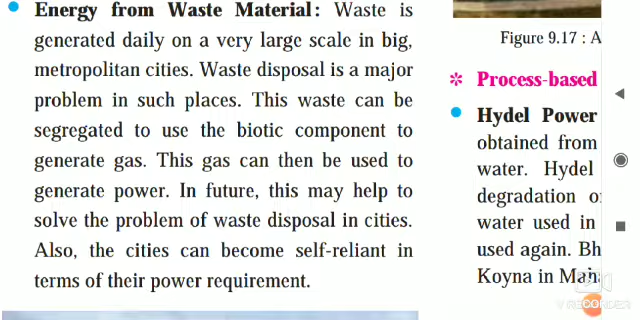 Energy from Waste Material: Waste is
generated daily on a very large scale in big,
metropolitan cities. Waste disposal is a major
problem in such places. This waste can be
segregated to use the biotic component to
generate gas. This gas can then be used to
generate power. In future, this may help to
solve the problem of waste disposal in cities.
Also, the cities can become self-reliant in
terms of their power requirement.
Figure 9.17 : A
* Process-based
Hydel Power
obtained from
water. Hydel
degradation o
water used in
used again. Bh
Koyna in Maha
RECORDER